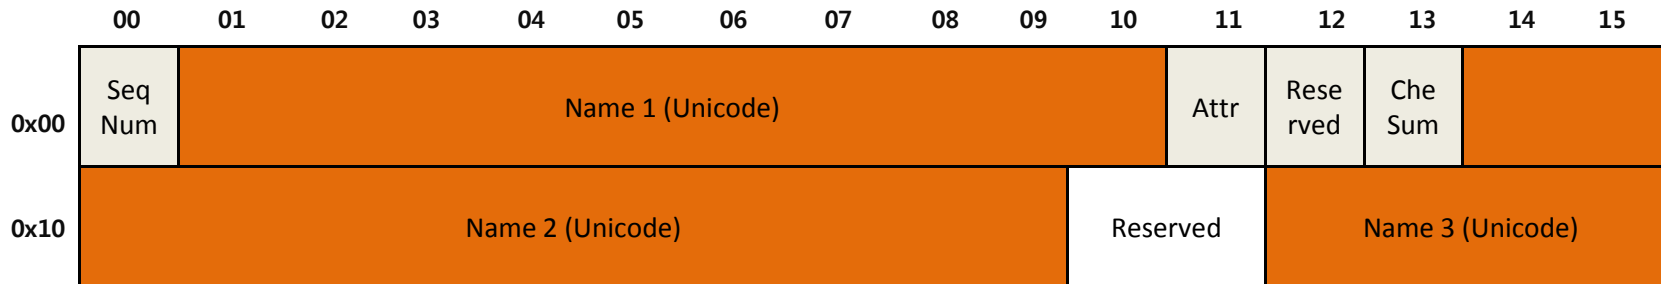 00 01 02 03 04 05 06 07 08 09 10 11 12 13 14 15
0x00
Seq
Num
Name 1 (Unicode)
Attr
Rese
rved
Che
Sum
0x10
Name 2 (Unicode)
Reserved
Name 3 (Unicode)